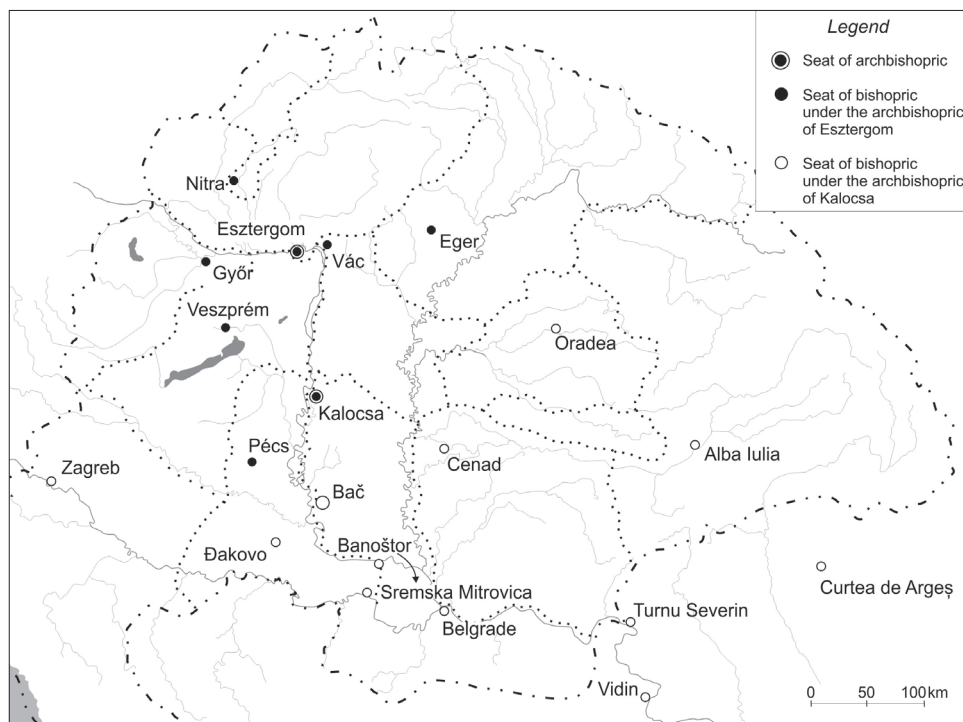 Legend
Seat of archbishopric
Seat of bishopric
under the archbishopric
of Esztergom
Seat of bishopric
under the archbishopric
of Kalocsa
Nitra
Esztergom
Vác
Eger
Győr
Veszprém
Oradea
Kalocsa
Pécs
Cenad
Alba Iulia
Zagreb
Bač
Đakovo
Banoštor
Sremska Mitrovica
Belgrade
Turnu Severin
Curtea de Argeș
Vidin
0 50 100 km